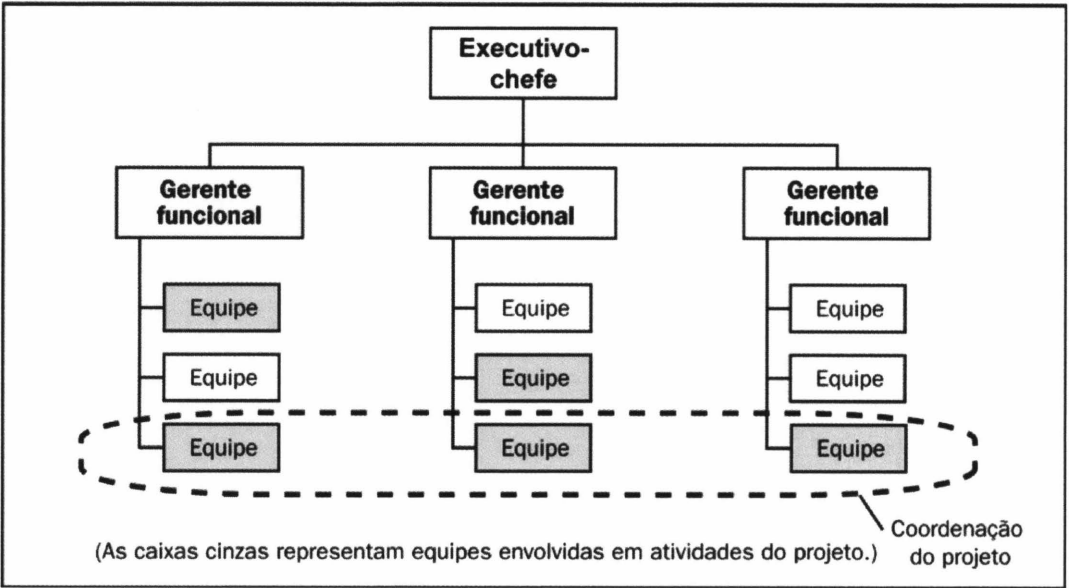 Executivo-
chefe
Gerente
funcional
Gerente
funcional
Gerente
funcional
Equipe
Equipe
Equipe
Equipe
Equipe
Equipe
Equipe
Equipe
Equipe
Coordenação
do projeto
(As caixas cinzas representam equipes envolvidas em atividades do projeto.)